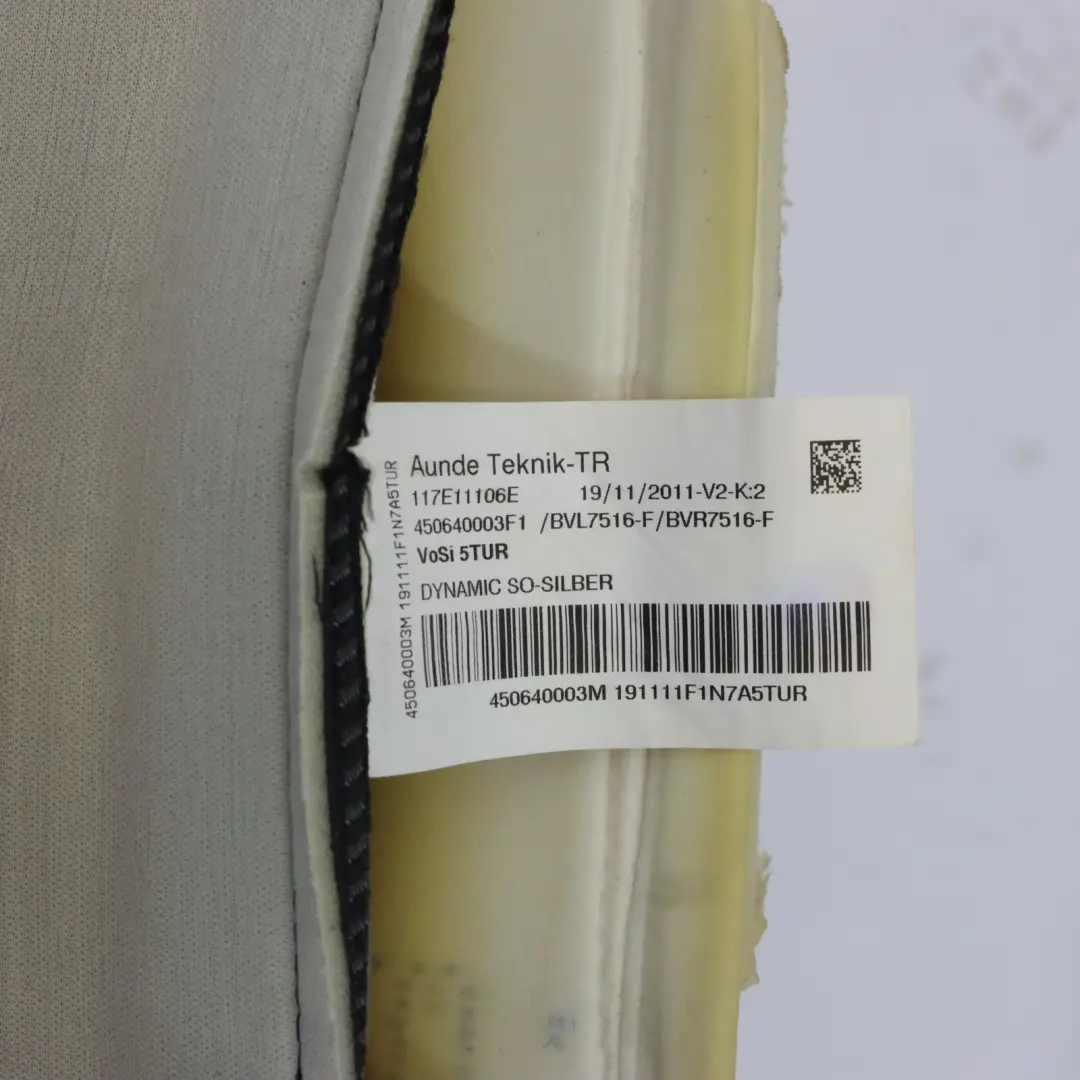 Aunde Teknik-TR
117E11106E 19/11/2011-V2-K:2
450640003F1 /BVL7516-F/BVR7516-F
VoSi 5TUR
DYNAMIC SO-SILBER
450640003M 191111F1N7A5TUR
450640003M 191111F1N7A5TUR